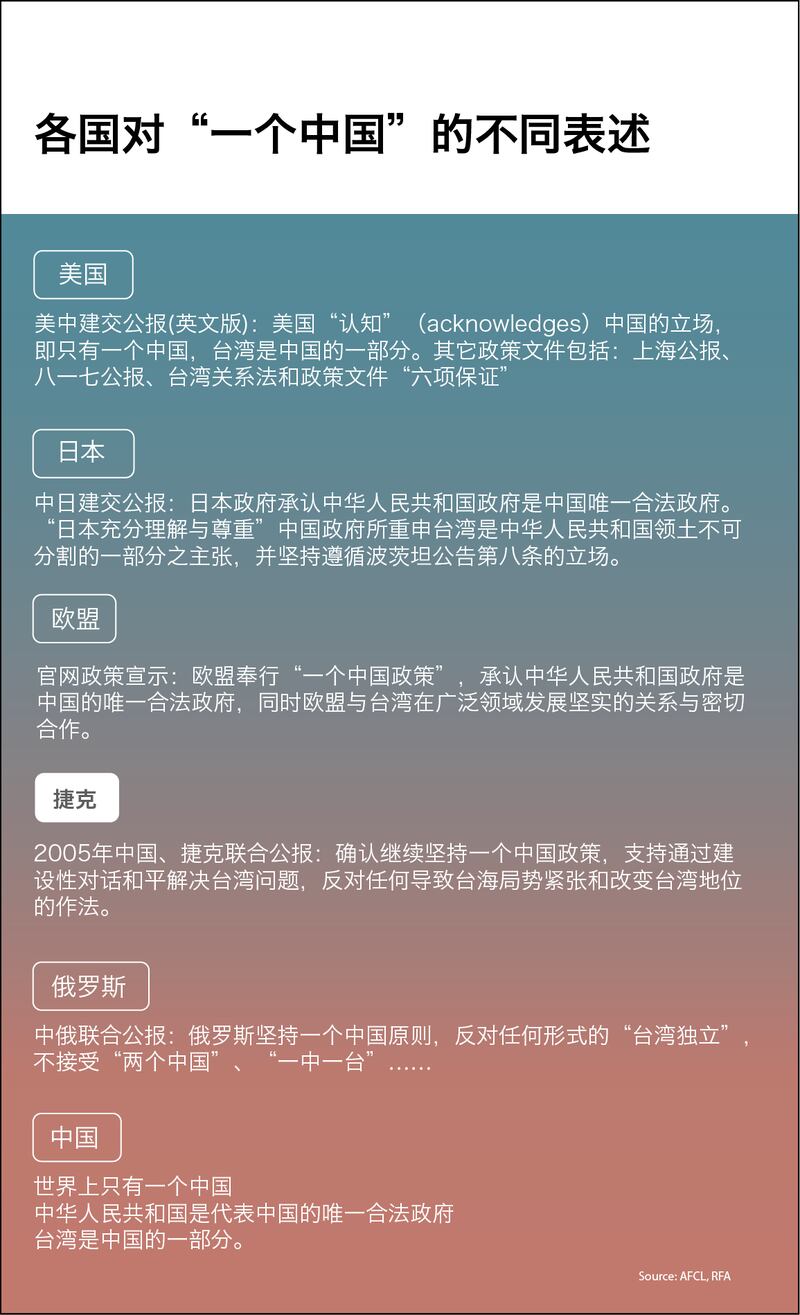 各国对“一个中国”的不同表述
美国
美中建交公报(英文版)：美国“认知”（acknowledges）中国的立场，
即只有一个中国，台湾是中国的一部分。其它政策文件包括：上海公报、
八一七公报、台湾关系法和政策文件“六项保证”
日本
中日建交公报：日本政府承认中华人民共和国政府是中国唯一合法政府。
“日本充分理解与尊重”中国政府所重申台湾是中华人民共和国领土不可
分割的一部分之主张，并坚持遵循波茨坦公告第八条的立场。
欧盟
官网政策宣示：欧盟奉行“一个中国政策”，承认中华人民共和国政府是
中国的唯一合法政府，同时欧盟与台湾在广泛领域发展坚实的关系与密切
合作。
捷克
2005年中国、捷克联合公报：确认继续坚持一个中国政策，支持通过建
设性对话和平解决台湾问题，反对任何导致台海局势紧张和改变台湾地位
的作法。
俄罗斯
中俄联合公报：俄罗斯坚持一个中国原则，反对任何形式的“台湾独立”，
不接受“两个中国”、“一中一台”……
中国
世界上只有一个中国
中华人民共和国是代表中国的唯一合法政府
台湾是中国的一部分。
Source: AFCL, RFA